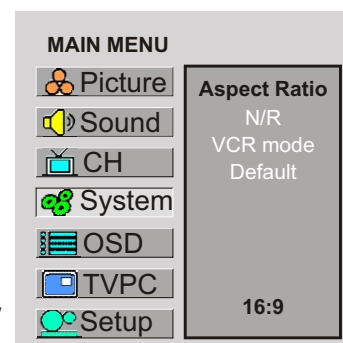 MAIN MENU
Picture
Sound
CH
System
OSD
TVPC
Setup
Aspect Ratio
N/R
VCR mode
Default
16:9